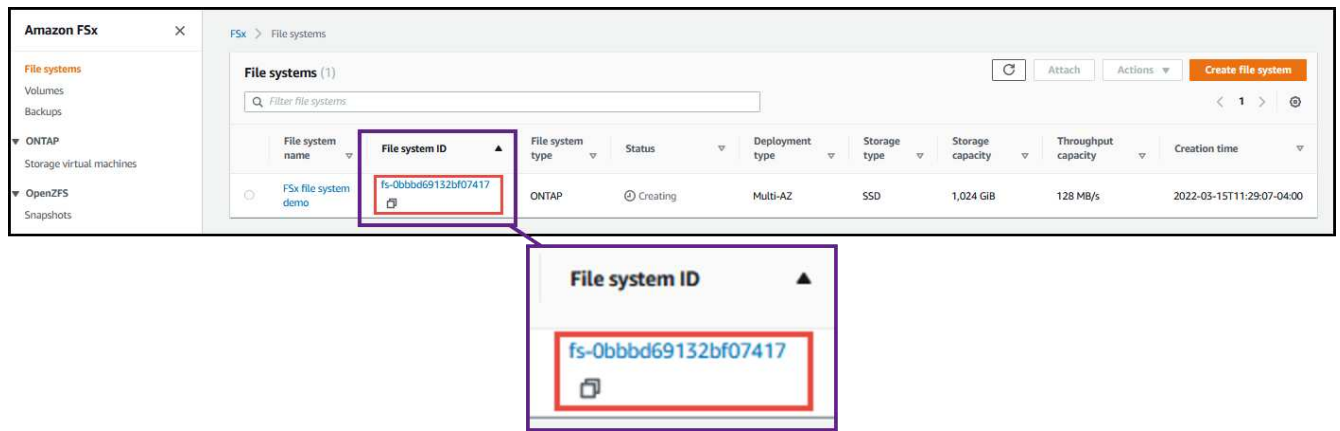 Amazon FSx
FSx > File systems
File systems
Volumes
Backups
ONTAP
Storage virtual machines
OpenZFS
Snapshots
File systems (1)
Attach
Actions
Create file system
Filter file systems
< 1 >
File system name
File system ID
File system type
Status
Deployment type
Storage type
Storage capacity
Throughput capacity
Creation time
FSx file system demo
fs-0bbbd69132bf07417
ONTAP
Creating
Multi-AZ
SSD
1,024 GiB
128 MB/s
2022-03-15T11:29:07-04:00
File system ID
fs-0bbbd69132bf07417